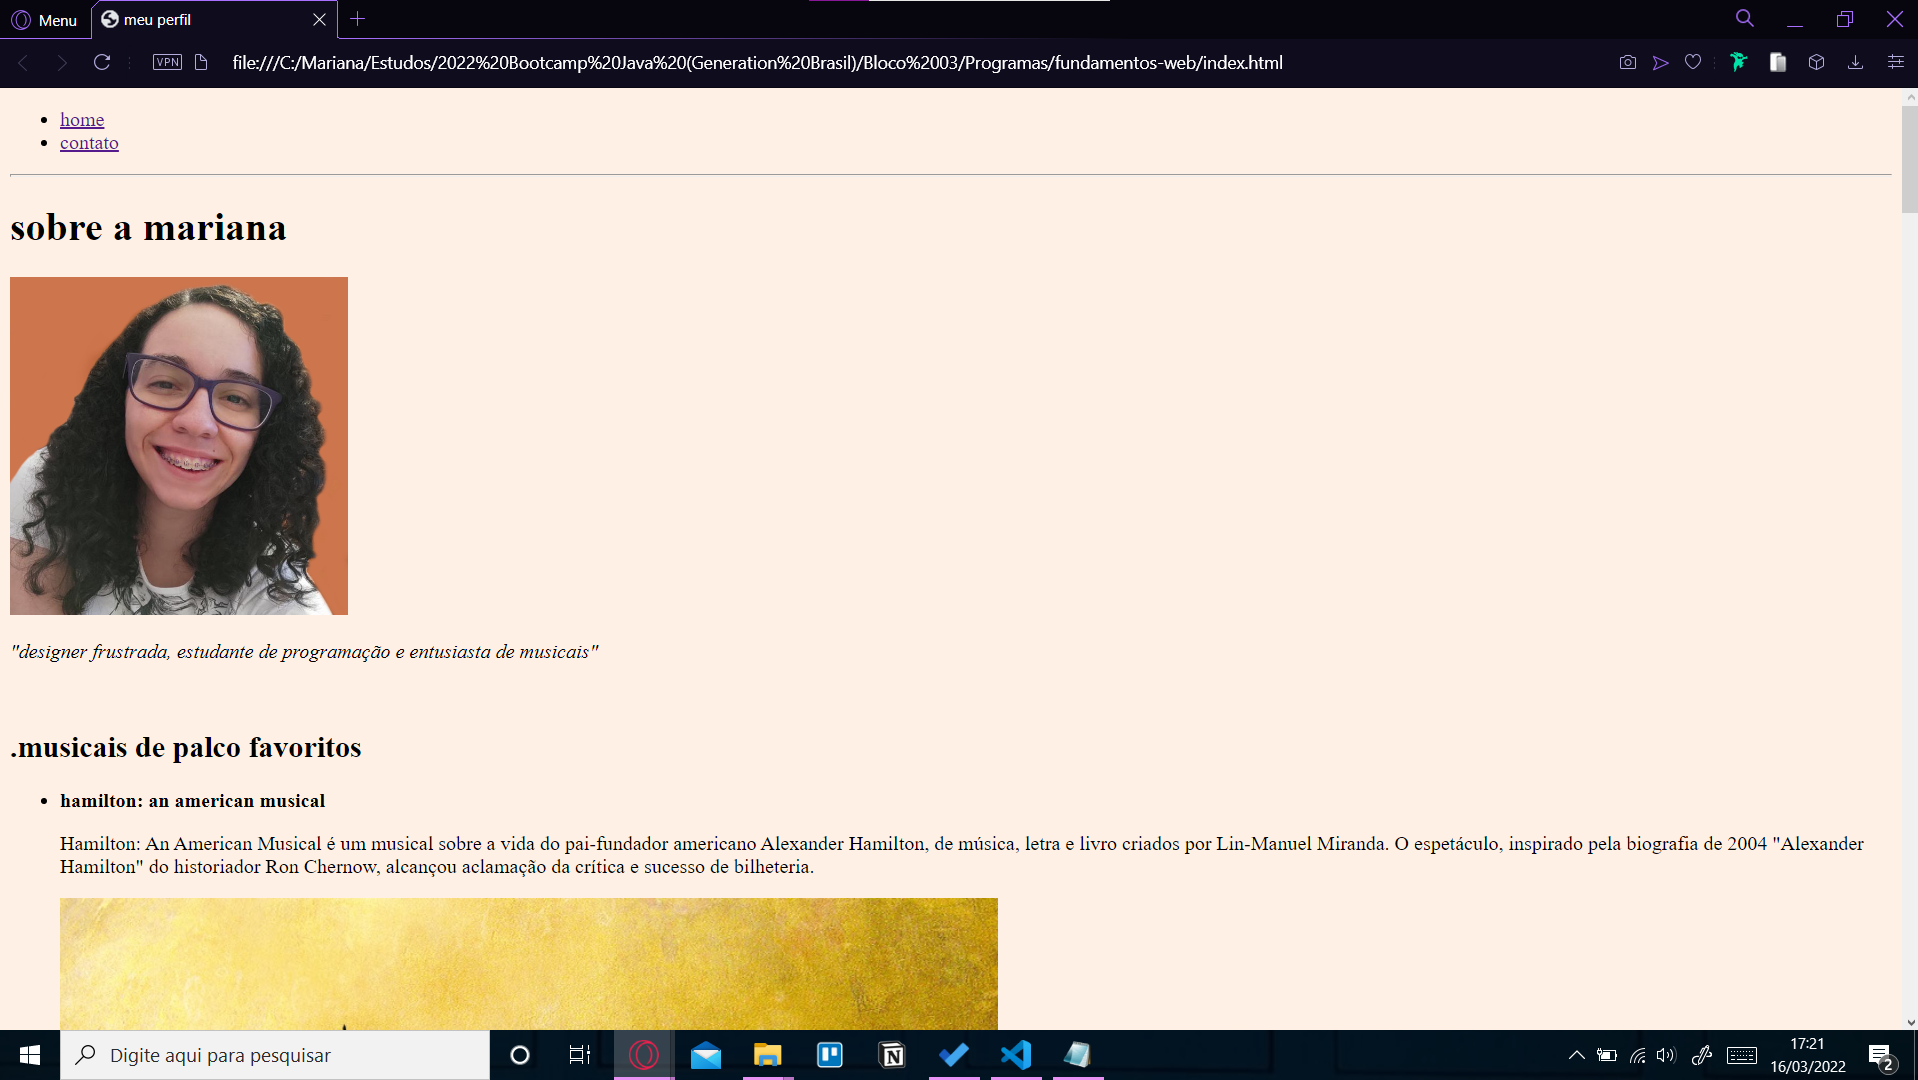 Menu
meu perfil
VPN
file:///C:/Mariana/Estudos/2022%20Bootcamp%20Java%20(Generation%20Brasil)/Bloco%2003/Programas/fundamentos-web/index.html
home
contato
sobre a mariana
"designer frustrada, estudante de programação e entusiasta de musicais"
.musicais de palco favoritos
hamilton: an american musical
Hamilton: An American Musical é um musical sobre a vida do pai-fundador americano Alexander Hamilton, de música, letra e livro criados por Lin-Manuel Miranda. O espetáculo, inspirado pela biografia de 2004 "Alexander
Hamilton" do historiador Ron Chernow, alcançou aclamação da crítica e sucesso de bilheteria.
Digite aqui para pesquisar
17:21
16/03/2022
2